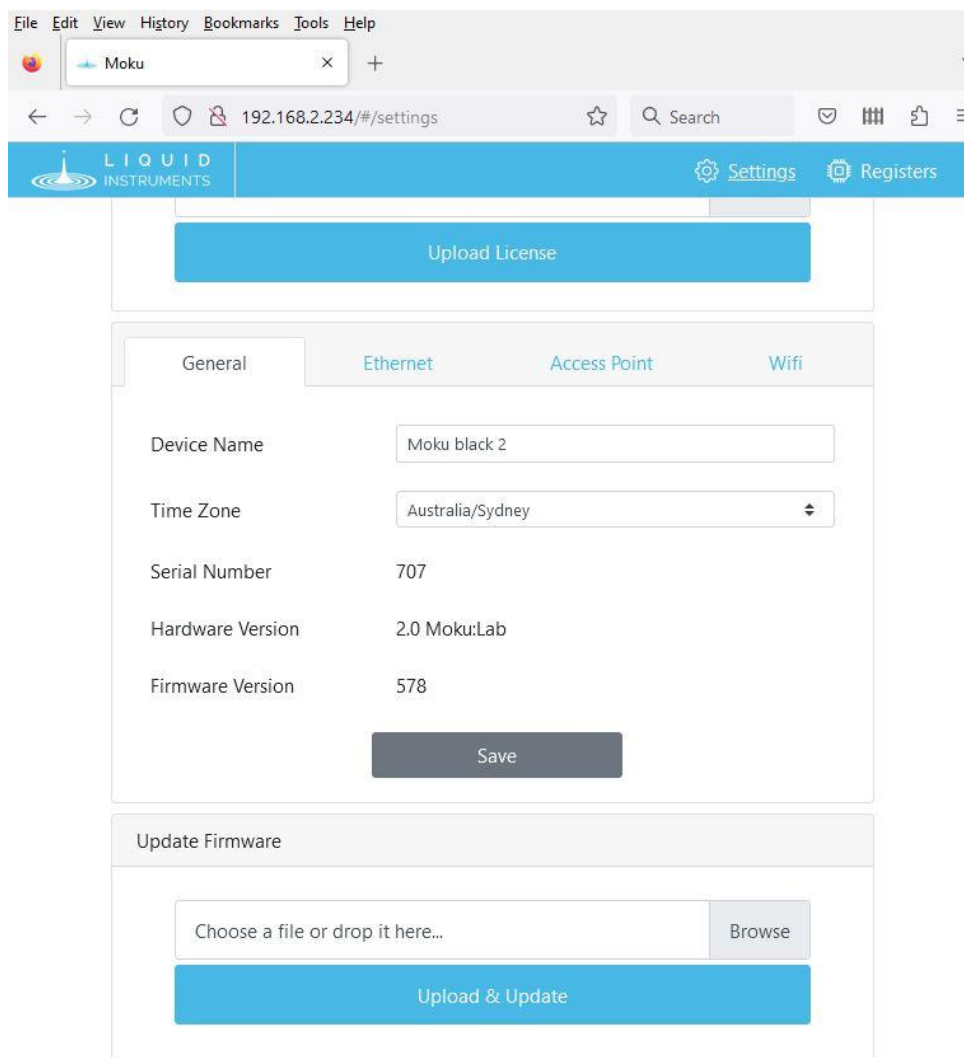 File Edit View History Bookmarks Tools Help
Moku
192.168.2.234/#/settings Search
LIQUID
INSTRUMENTS
Settings Registers
Upload License
General Ethernet Access Point Wifi
Device Name Moku black 2
Time Zone Australia/Sydney
Serial Number 707
Hardware Version 2.0 Moku:Lab
Firmware Version 578
Save
Update Firmware
Choose a file or drop it here... Browse
Upload & Update